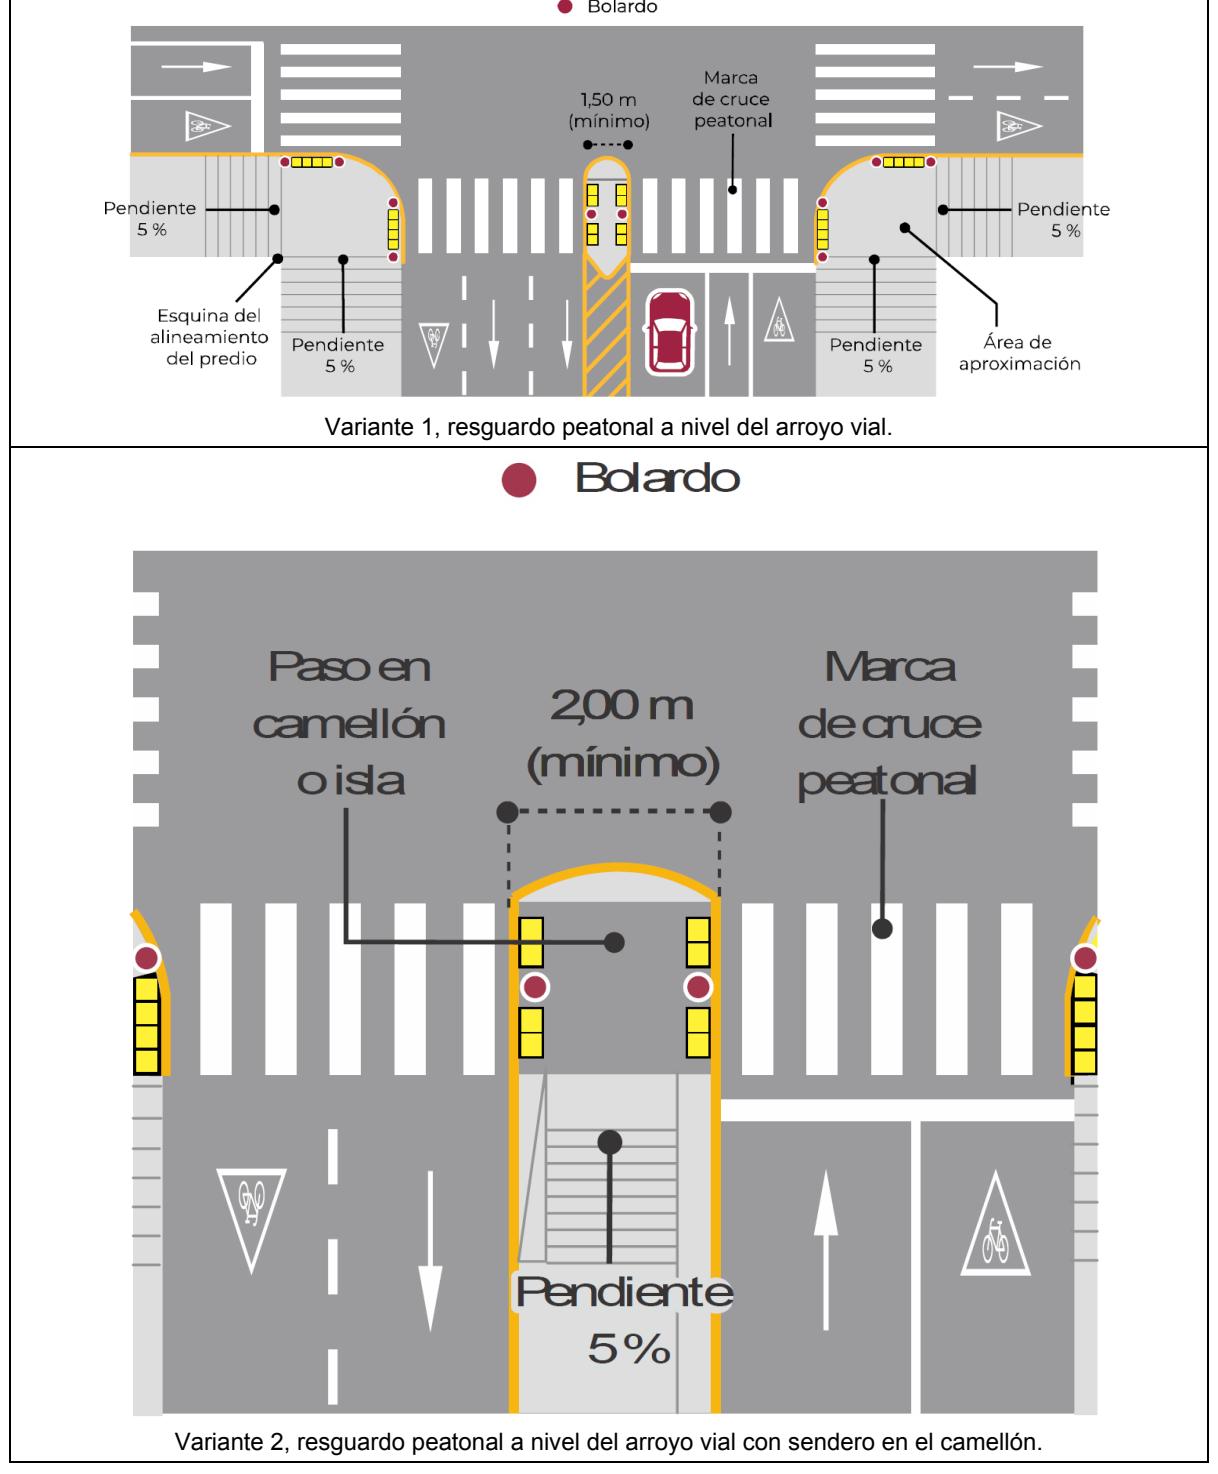 Bolardo
1,50 m
(mínimo)
Marca
de cruce
peatonal
Pendiente
5 %
Pendiente
5 %
Esquina del
alineamiento
del predio
Pendiente
5 %
Pendiente
5 %
Área de
aproximación
Variante 1, resguardo peatonal a nivel del arroyo vial.
Bolardo
Paso en
camellón
o isla
2,00 m
(mínimo)
Marca
de cruce
peatonal
Pendiente
5%
Variante 2, resguardo peatonal a nivel del arroyo vial con sendero en el camellón.